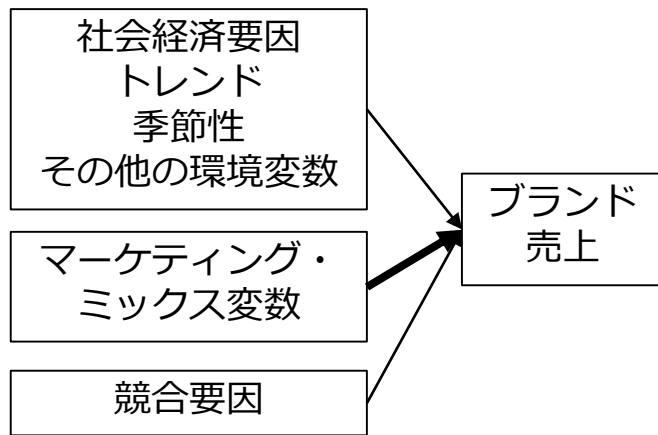 社会経済要因
トレンド
季節性
その他の環境変数
マーケティング・
ミックス変数
競合要因
ブランド
売上